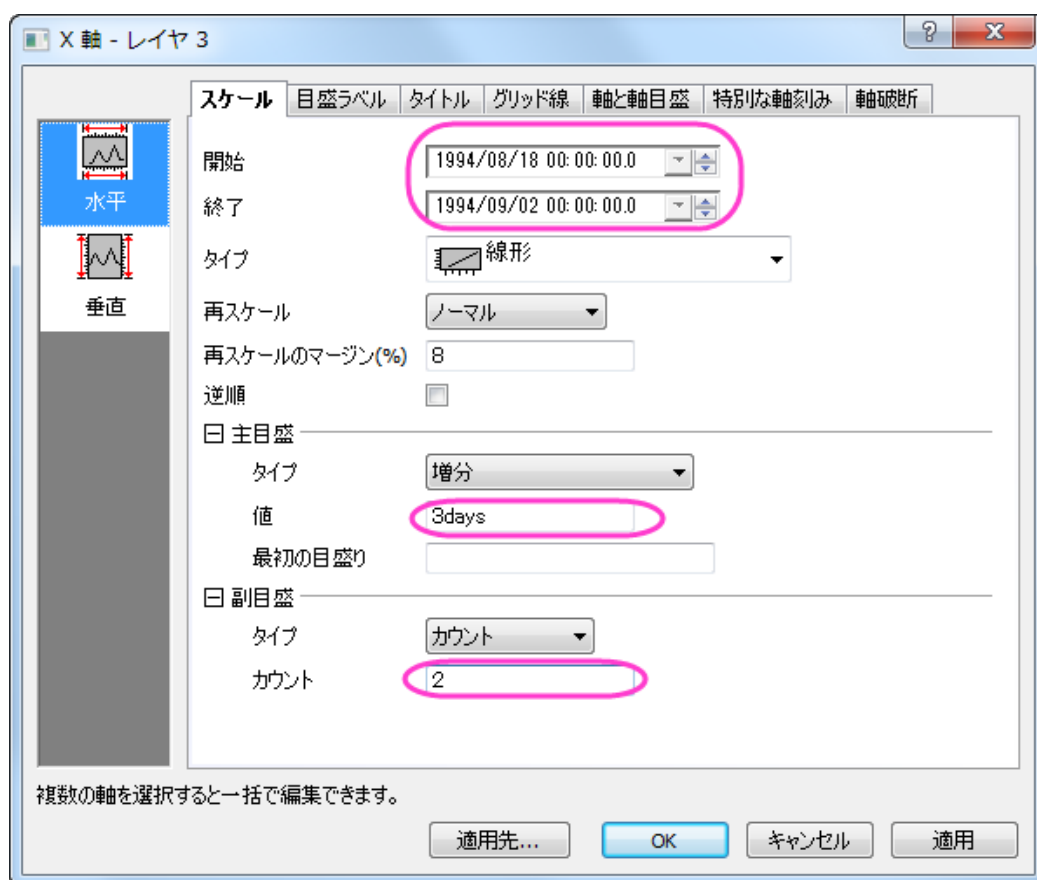 X 軸 - レイヤ 3
スケール 目盛ラベル タイトル グリッド線 軸と軸目盛 特別な軸刻み 軸破断
水平
垂直
開始 1994/08/18 00:00:00.0
終了 1994/09/02 00:00:00.0
タイプ 線形
再スケール ノーマル
再スケールのマージン(%) 8
逆順
主目盛
タイプ 増分
値 3days
最初の目盛り
副目盛
タイプ カウント
カウント 2
複数の軸を選択すると一括で編集できます。
適用先... OK キャンセル 適用